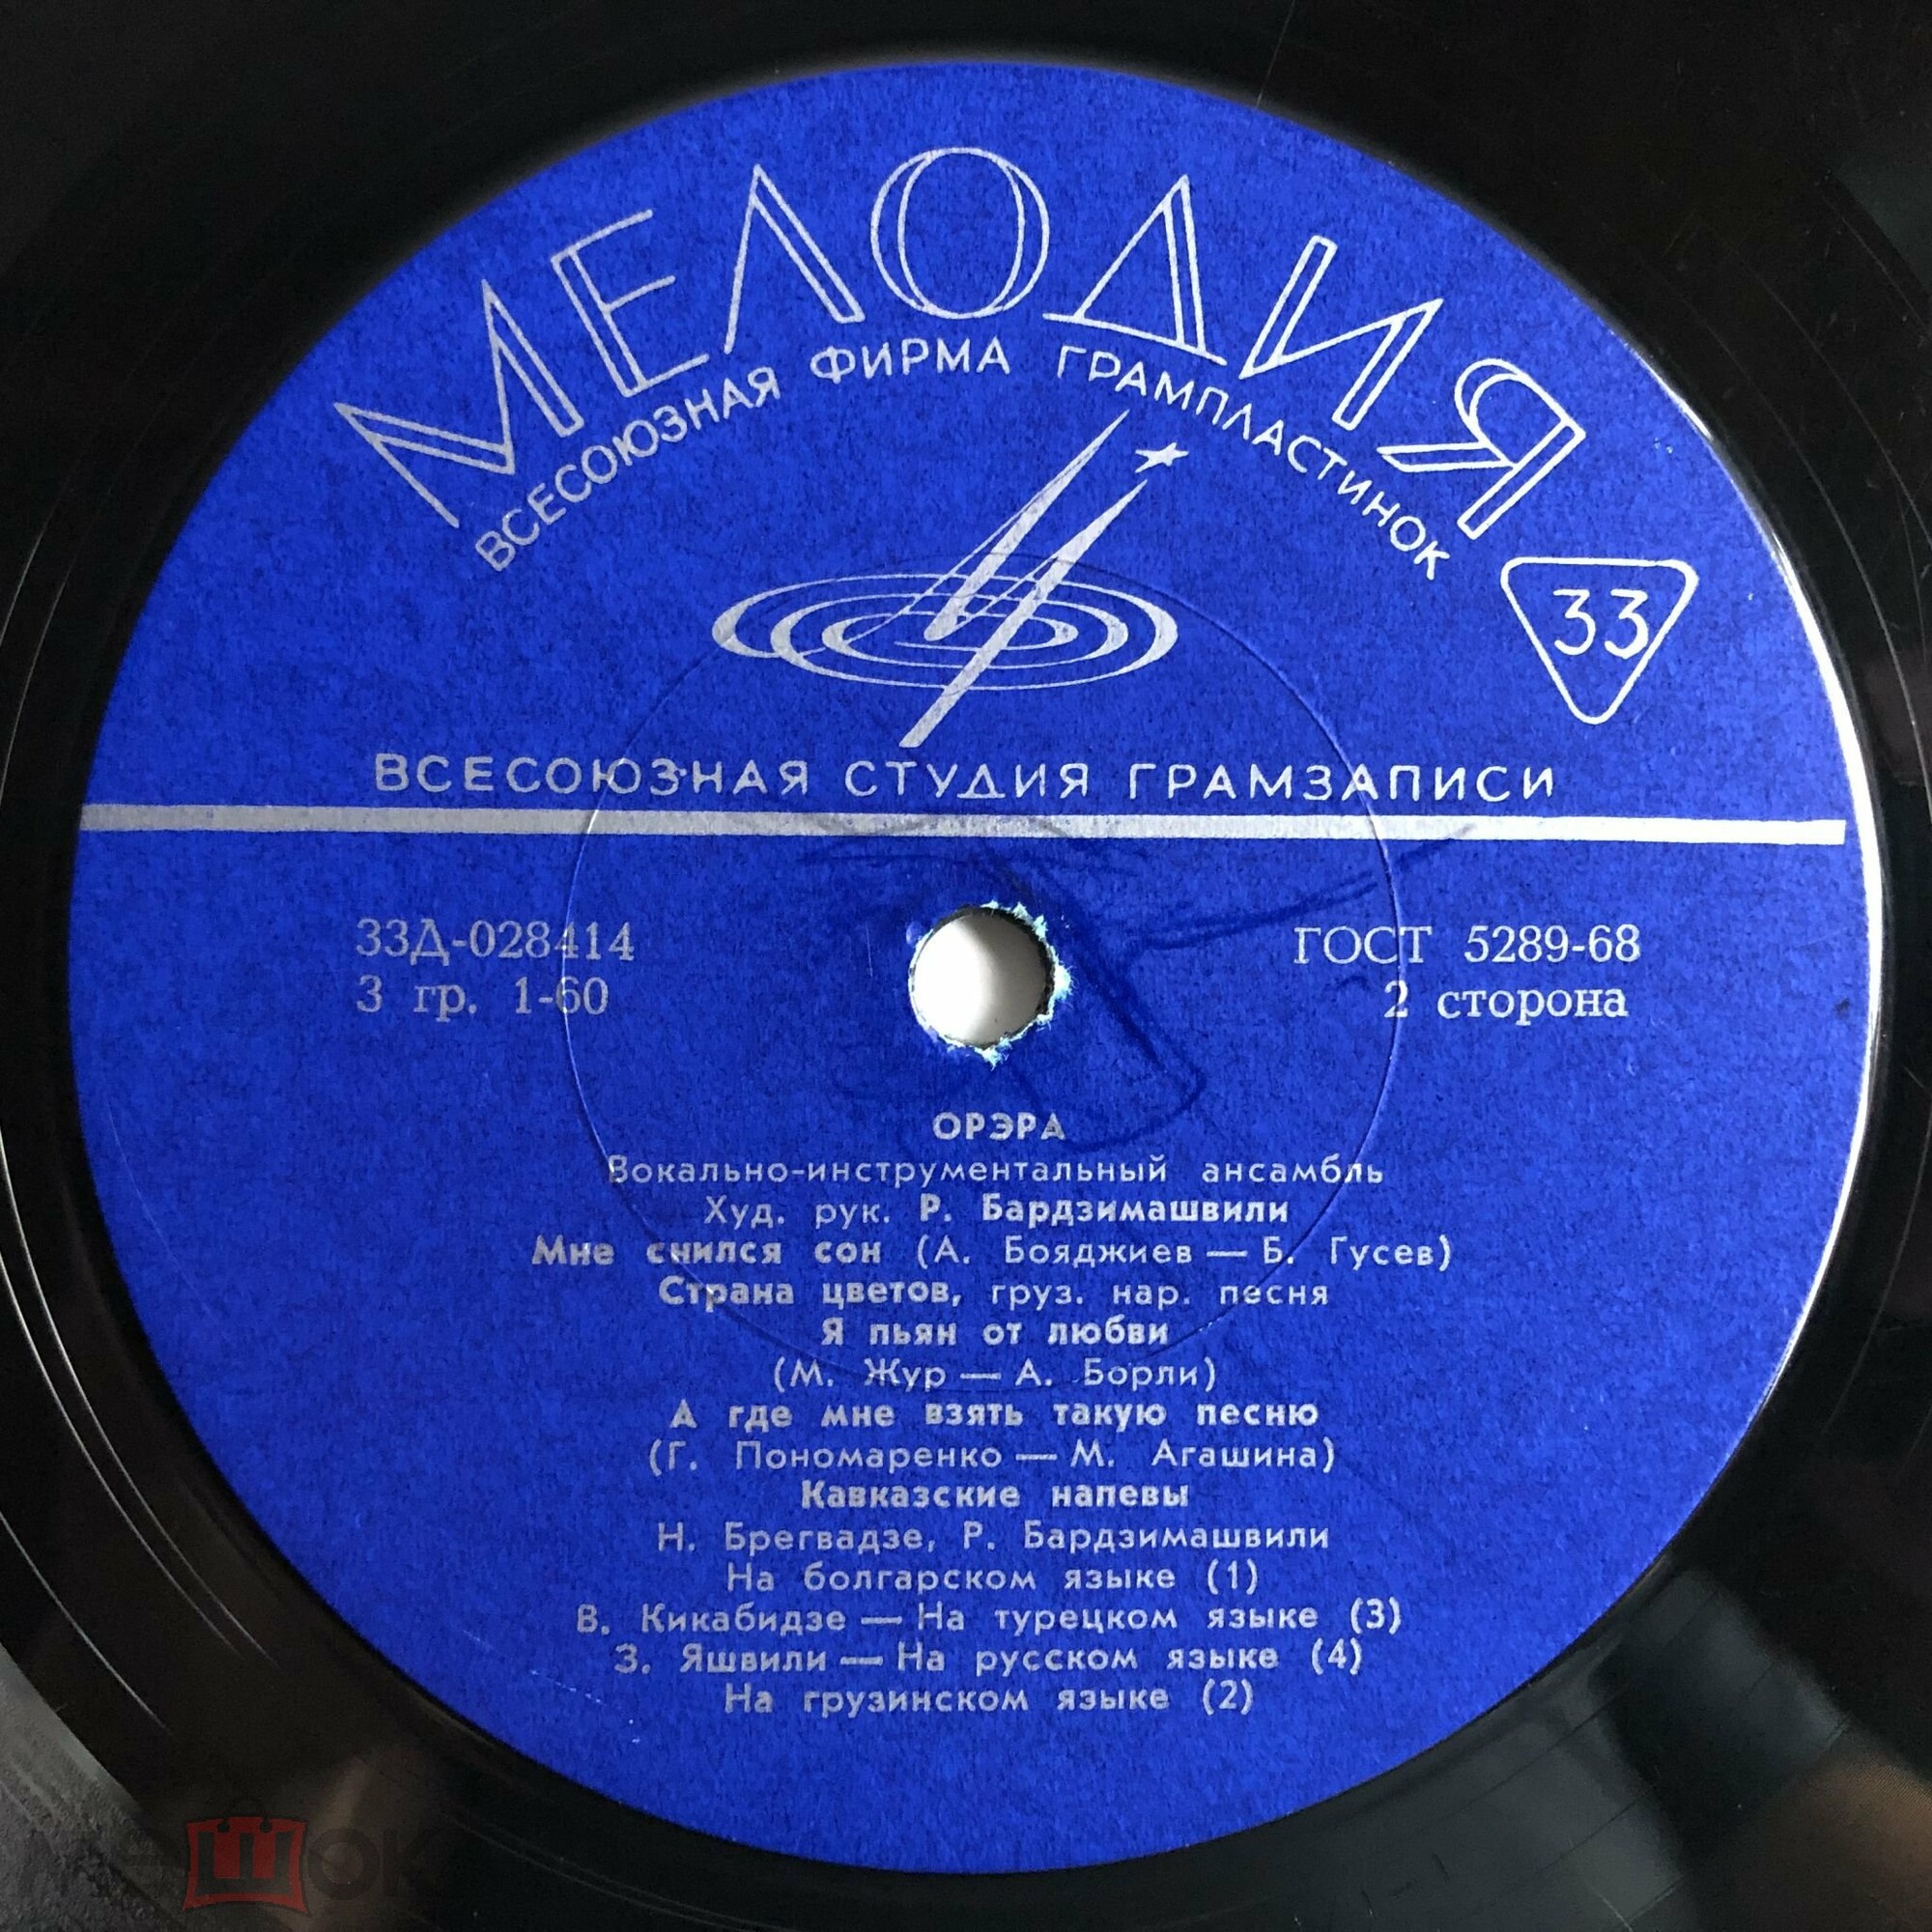 МЕЛОДИЯ
ВСЕСОЮЗНАЯ ФИРМА ГРАМПЛАСТИНОК
33
ВСЕСОЮЗНАЯ СТУДИЯ ГРАМЗАПИСИ
33Д-028414
3 гр. 1-60
ГОСТ 5289-68
2 сторона
ОРЭРА
Вокально-инструментальный ансамбль
Худ. рук. Р. Бардзимашвили
Мне снился сон (А. Бояджиев — Б. Гусев)
Страна цветов, груз. нар. песня
Я пьян от любви
(М. Жур — А. Борли)
А где мне взять такую песню
(Г. Пономаренко — М. Агашина)
Кавказские напевы
Н. Брегвадзе, Р. Бардзимашвили
На болгарском языке (1)
В. Кикабидзе — На турецком языке (3)
З. Яшвили — На русском языке (4)
На грузинском языке (2)
мешок